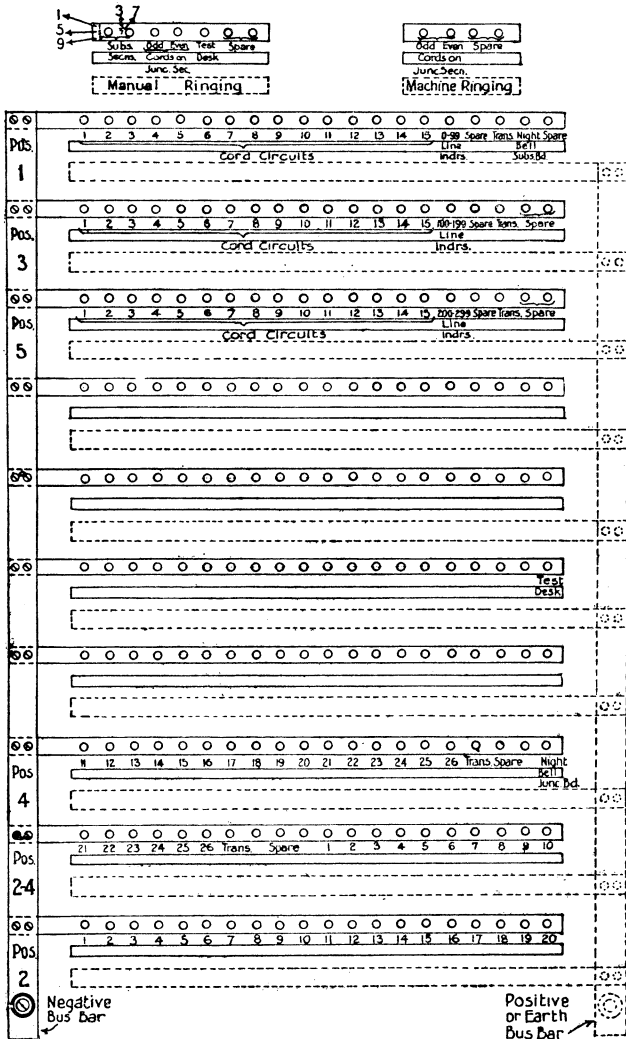 3 7
1
5
9
Subs. Odd Even Test Spare
Secns. Cords on Desk
Junc. Sec.
Manual Ringing
Odd Even Spare
Cords on
Junc.Secn.
Machine Ringing
Pos. 1 2 3 4 5 6 7 8 9 10 11 12 13 14 15 0-99 Spare Trans Night Spare
Cord Circuits Line Bell
Indrs. Subs.Bd.
1
Pos. 1 2 3 4 5 6 7 8 9 10 11 12 13 14 15 100-199 Spare Trans. Spare
Cord Circuits Line
Indrs.
3
Pos. 1 2 3 4 5 6 7 8 9 10 11 12 13 14 15 200-299 Spare Trans. Spare
Cord Circuits Line
Indrs.
5
Test
Desk
Pos 11 12 13 14 15 16 17 18 19 20 21 22 23 24 25 26 Trans. Spare Night
Bell
Junc Bd.
4
Pos. 21 22 23 24 25 26 Trans. Spare 1 2 3 4 5 6 7 8 9 10
2-4
Pos. 1 2 3 4 5 6 7 8 9 10 11 12 13 14 15 16 17 18 19 20
2
Negative
Bus Bar
Positive
or Earth
Bus Bar